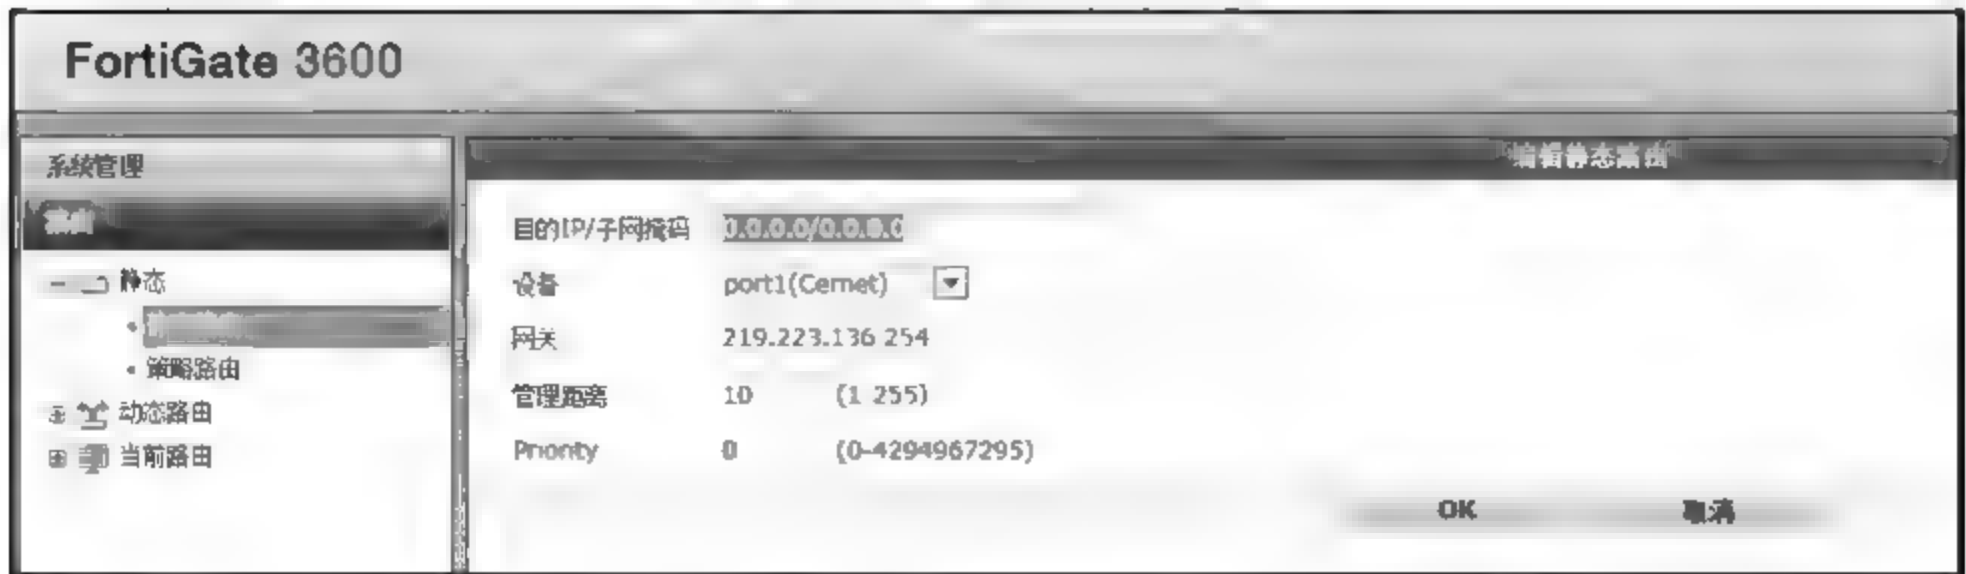 FortiGate 3600
系统管理
路由
静态
策略路由
动态路由
当前路由
编辑静态路由
目的IP/子网掩码 0.0.0.0/0.0.0.0
设备 port1(Cernet)
网关 219.223.136 254
管理距离 10 (1 255)
Priority 0 (0-4294967295)
OK 取消